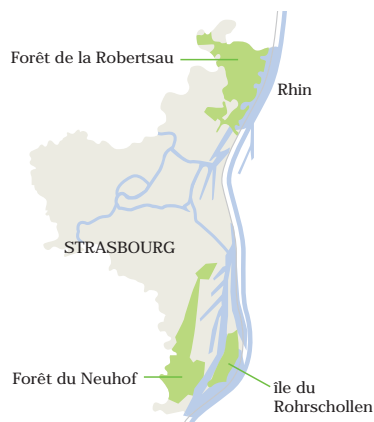 Forêt de la Robertsau
Rhin
STRASBOURG
Forêt du Neuhof
île du
Rohrschollen